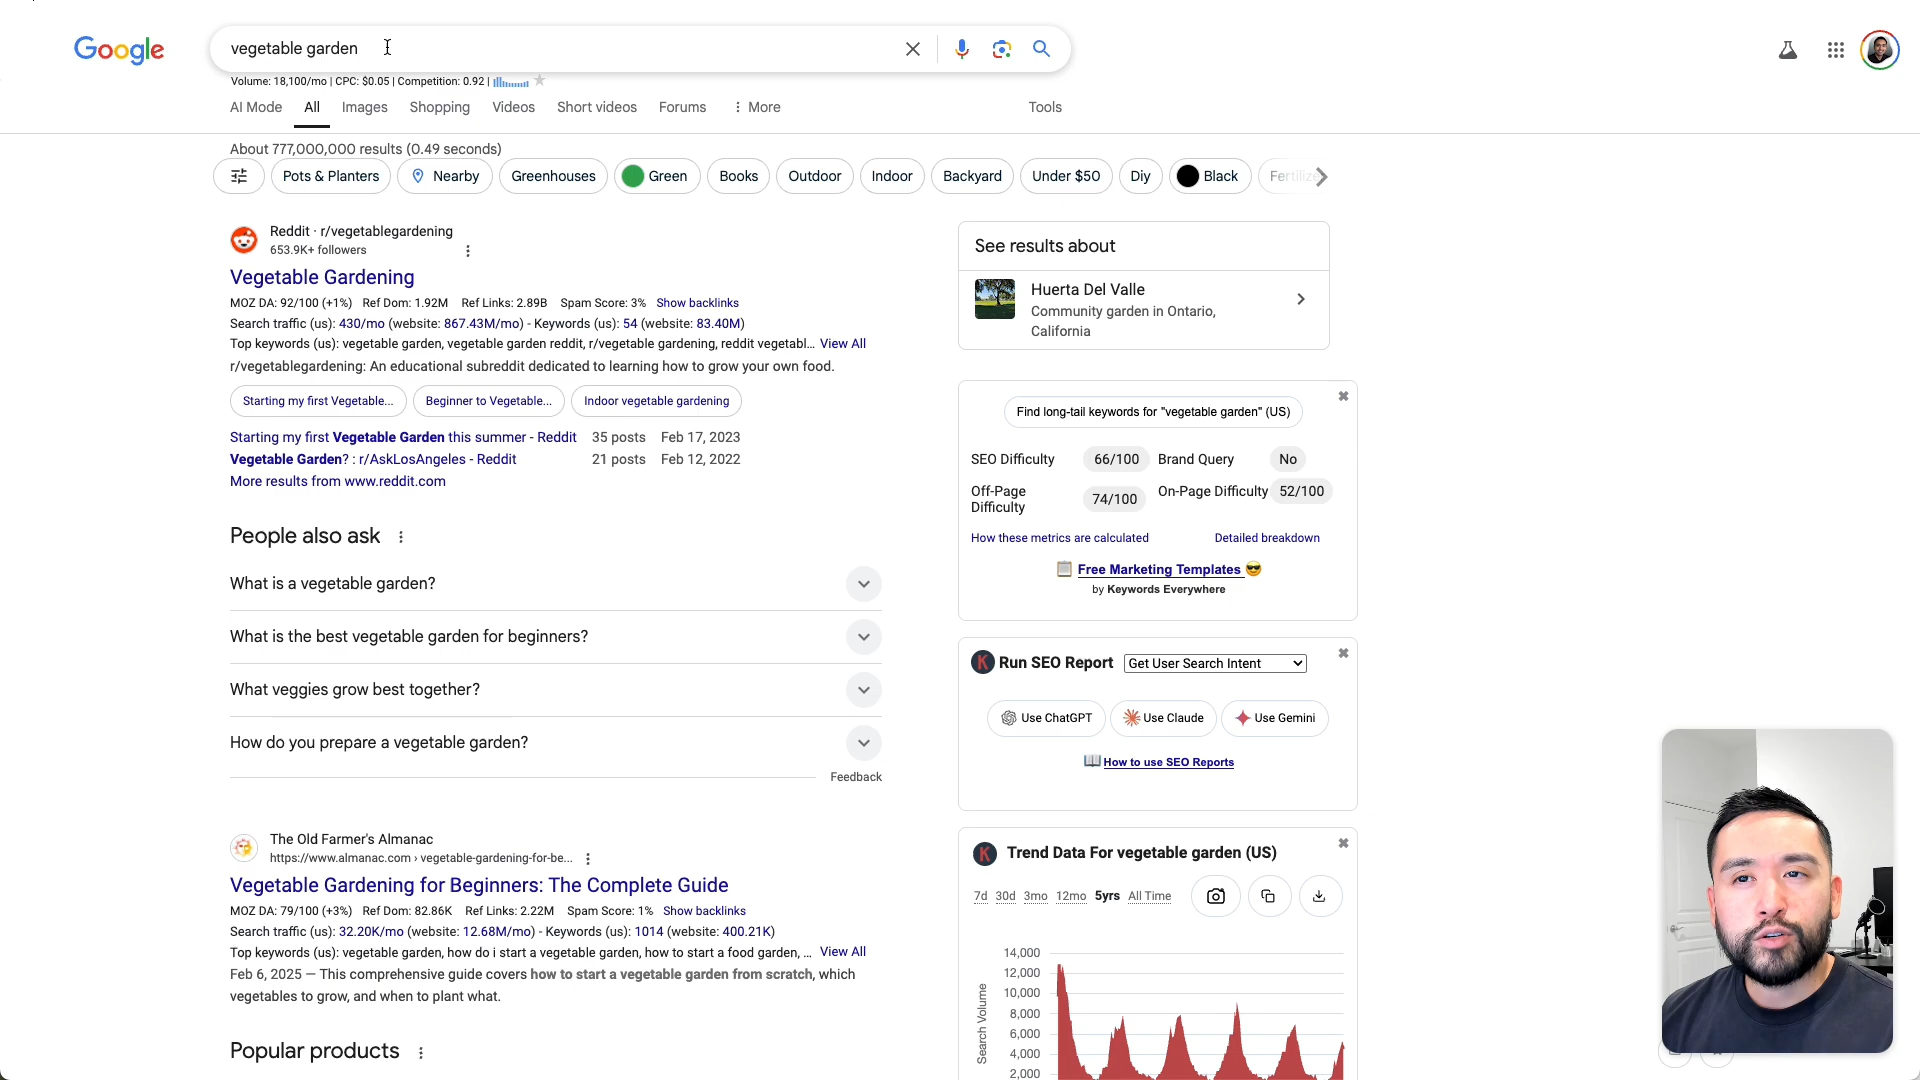 Google
vegetable garden
Volume: 18,100/mo | CPC: $0.05 | Competition: 0.92 |
AI Mode All Images Shopping Videos Short videos Forums More Tools
About 777,000,000 results (0.49 seconds)
Pots & Planters Nearby Greenhouses Green Books Outdoor Indoor Backyard Under $50 Diy Black Fertilize
Reddit · r/vegetablegardening
653.9K+ followers
Vegetable Gardening
MOZ DA: 92/100 (+1%) Ref Dom: 1.92M Ref Links: 2.89B Spam Score: 3% Show backlinks
Search traffic (us): 430/mo (website: 867.43M/mo) - Keywords (us): 54 (website: 83.40M)
Top keywords (us): vegetable garden, vegetable garden reddit, r/vegetable gardening, reddit vegetabl... View All
r/vegetablegardening: An educational subreddit dedicated to learning how to grow your own food.
Starting my first Vegetable... Beginner to Vegetable... Indoor vegetable gardening
Starting my first Vegetable Garden this summer - Reddit 35 posts Feb 17, 2023
Vegetable Garden? : r/AskLosAngeles - Reddit 21 posts Feb 12, 2022
More results from www.reddit.com
People also ask
What is a vegetable garden?
What is the best vegetable garden for beginners?
What veggies grow best together?
How do you prepare a vegetable garden?
Feedback
The Old Farmer's Almanac
https://www.almanac.com › vegetable-gardening-for-be...
Vegetable Gardening for Beginners: The Complete Guide
MOZ DA: 79/100 (+3%) Ref Dom: 82.86K Ref Links: 2.22M Spam Score: 1% Show backlinks
Search traffic (us): 32.20K/mo (website: 12.68M/mo) - Keywords (us): 1014 (website: 400.21K)
Top keywords (us): vegetable garden, how do i start a vegetable garden, how to start a food garden, ... View All
Feb 6, 2025 — This comprehensive guide covers how to start a vegetable garden from scratch, which
vegetables to grow, and when to plant what.
Popular products
See results about
Huerta Del Valle
Community garden in Ontario,
California
Find long-tail keywords for "vegetable garden" (US)
SEO Difficulty 66/100 Brand Query No
Off-Page Difficulty 74/100 On-Page Difficulty 52/100
How these metrics are calculated Detailed breakdown
Free Marketing Templates
by Keywords Everywhere
K Run SEO Report Get User Search Intent
Use ChatGPT Use Claude Use Gemini
How to use SEO Reports
K Trend Data For vegetable garden (US)
7d 30d 3mo 12mo 5yrs All Time
Search Volume
14,000
12,000
10,000
8,000
6,000
4,000
2,000